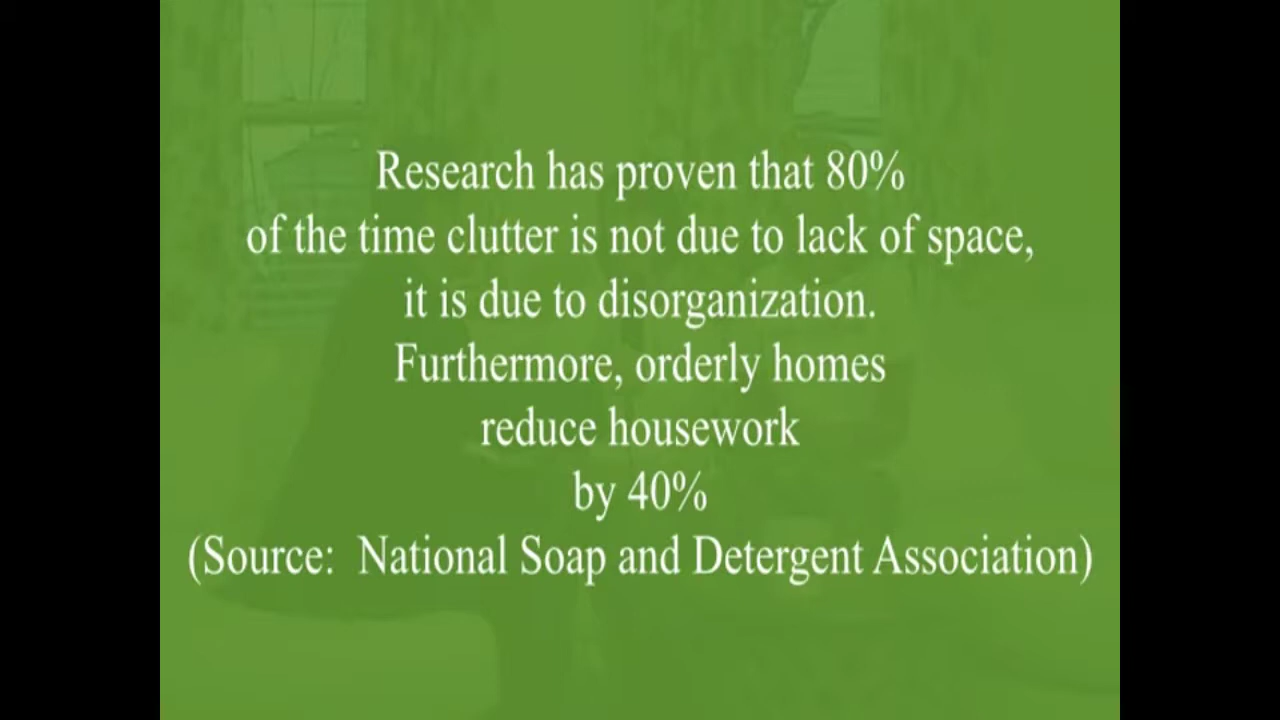 Research has proven that 80%
of the time clutter is not due to lack of space,
it is due to disorganization.
Furthermore, orderly homes
reduce housework
by 40%
(Source:  National Soap and Detergent Association)